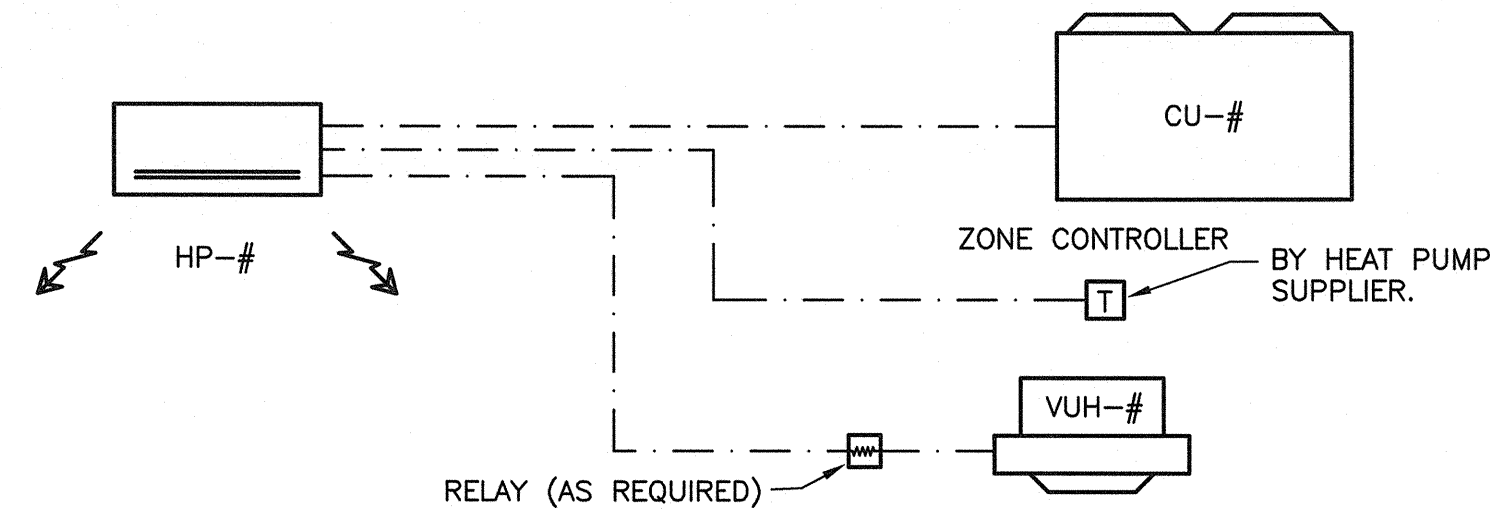 CU-#
HP-#
ZONE CONTROLLER
BY HEAT PUMP
SUPPLIER.
T
VUH-#
RELAY (AS REQUIRED)